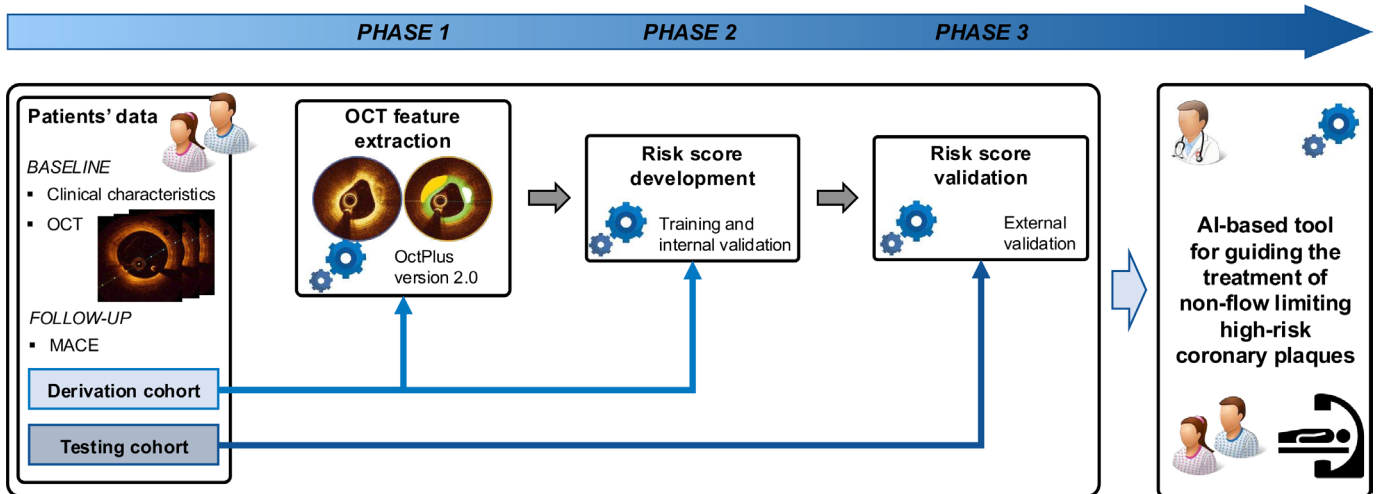 PHASE 1
PHASE 2
PHASE 3
Patients’ data
BASELINE
▪ Clinical characteristics
▪ OCT
FOLLOW-UP
▪ MACE
Derivation cohort
Testing cohort
OCT feature
extraction
OctPlus
version 2.0
Risk score
development
Training and
internal validation
Risk score
validation
External
validation
AI-based tool
for guiding the
treatment of
non-flow limiting
high-risk
coronary plaques